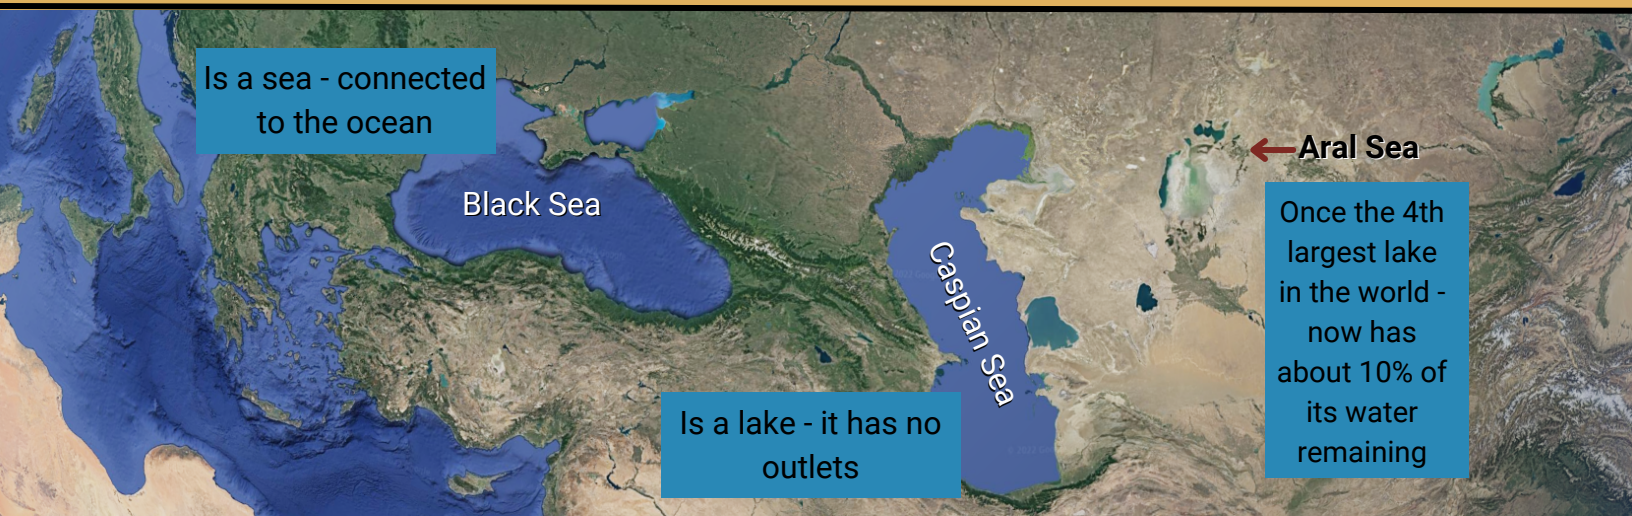 Is a sea - connected
to the ocean
Black Sea
Caspian Sea
Is a lake - it has no
outlets
Aral Sea
Once the 4th
largest lake
in the world -
now has
about 10% of
its water
remaining